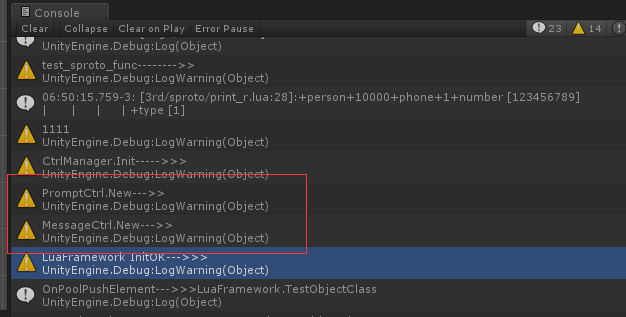 Console
Clear Collapse Clear on Play Error Pause 23 14
UnityEngine.Debug:Log(Object)
test_sproto_func-------->>
UnityEngine.Debug:LogWarning(Object)
06:50:15.759-3: [3rd/sproto/print_r.lua:28]:+person+10000+phone+1+number [123456789]
| | | | +type [1]
1111
UnityEngine.Debug:LogWarning(Object)
CtrlManager.Init----->>>
UnityEngine.Debug:LogWarning(Object)
PromptCtrl.New--->>
UnityEngine.Debug:LogWarning(Object)
MessageCtrl.New--->>
UnityEngine.Debug:LogWarning(Object)
LuaFramework InitOK--->>>
UnityEngine.Debug:LogWarning(Object)
OnPoolPushElement--->>>LuaFramework.TestObjectClass
UnityEngine.Debug:Log(Object)